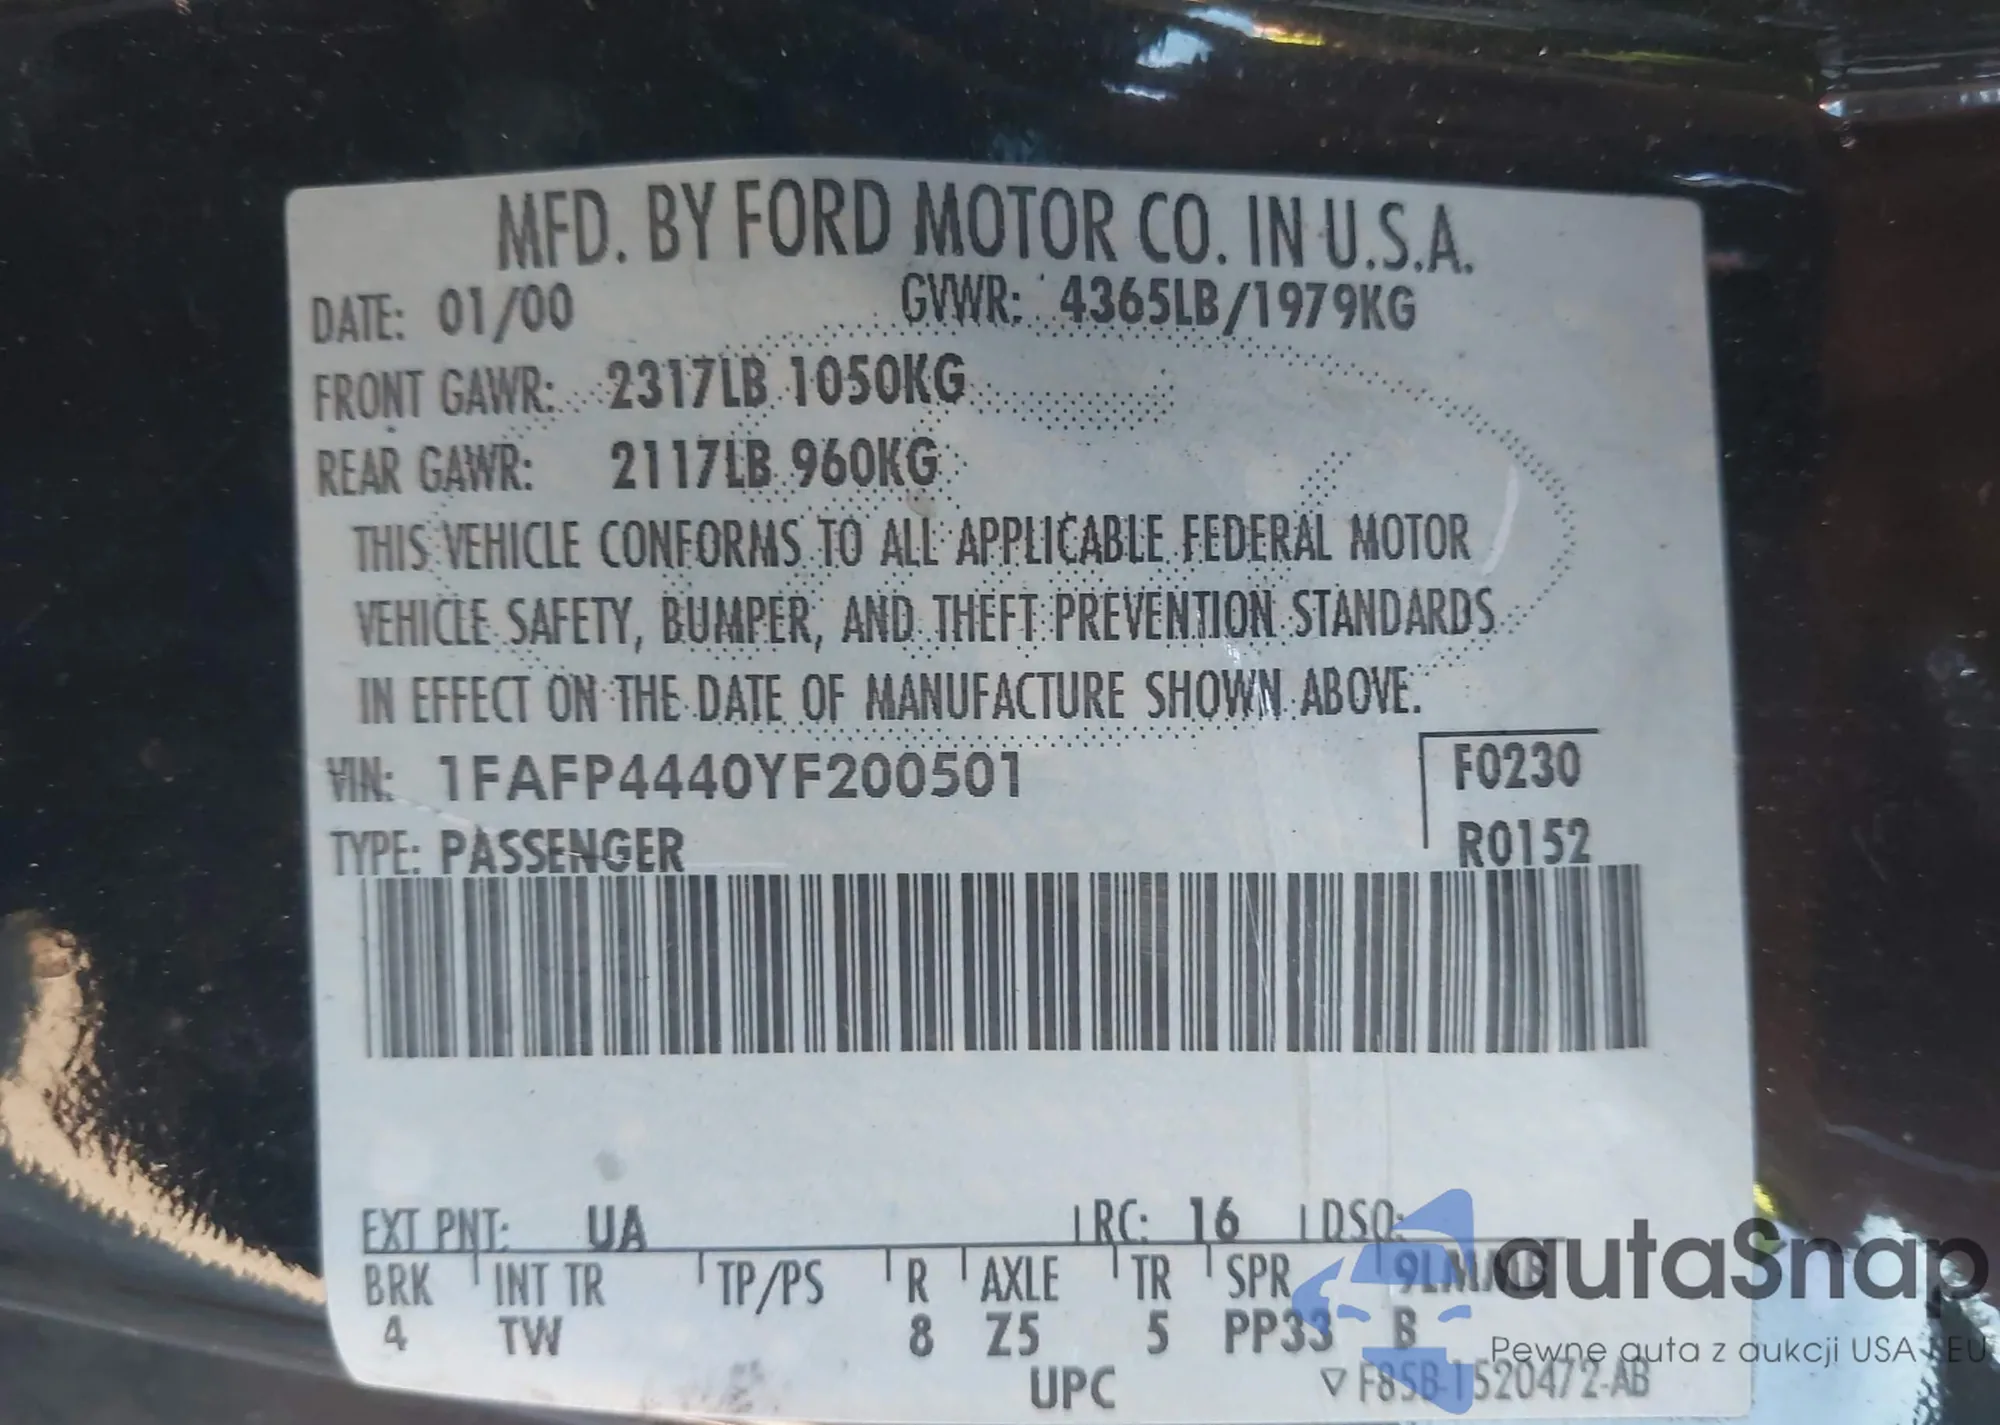 MFD. BY FORD MOTOR CO. IN U.S.A.
DATE: 01/00 GVWR: 4365LB/1979KG
FRONT GAWR: 2317LB 1050KG
REAR GAWR: 2117LB 960KG
THIS VEHICLE CONFORMS TO ALL APPLICABLE FEDERAL MOTOR
VEHICLE SAFETY, BUMPER, AND THEFT PREVENTION STANDARDS
IN EFFECT ON THE DATE OF MANUFACTURE SHOWN ABOVE.
VIN: 1FAFP4440YF200501 F0230
TYPE: PASSENGER R0152
EXT PNT: UA RC: 16 DSO:
BRK INT TR TP/PS R AXLE TR SPR
4 TW 8 Z5 5 PP33 B
UPC ▽ F85B-1520472-AB
autaSnap
Pewne auta z aukcji USA i EU